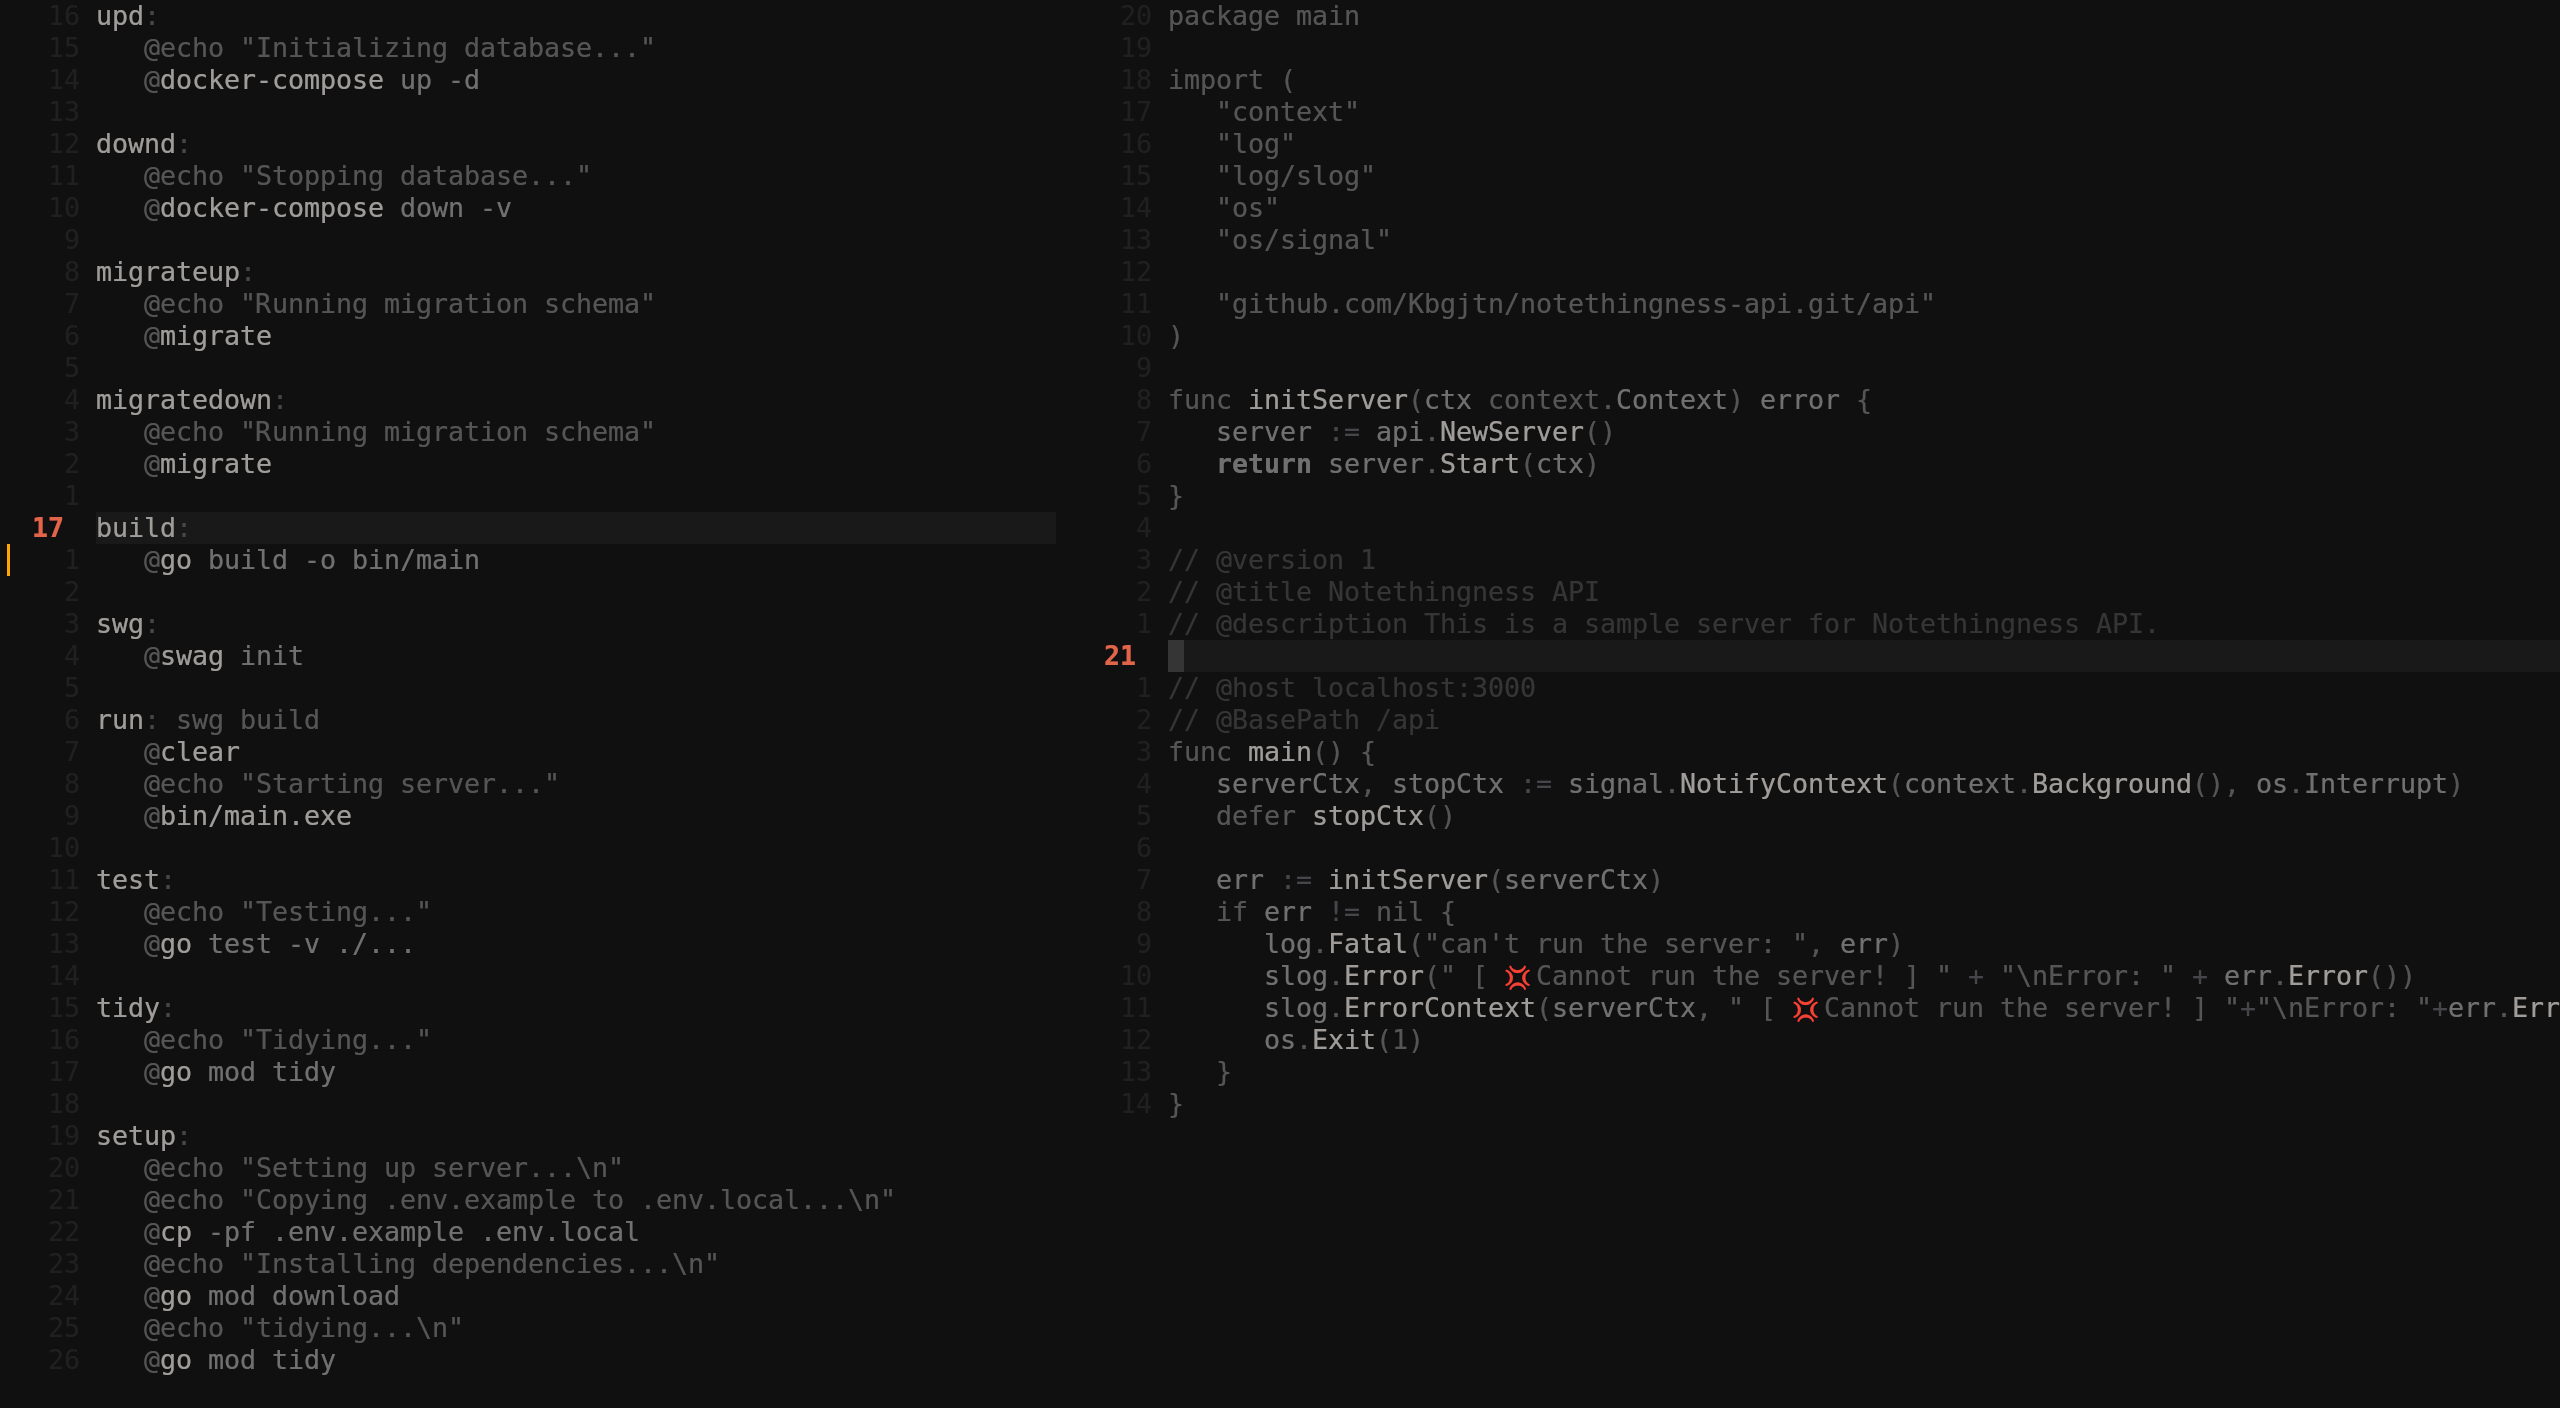 16 upd:
15    @echo "Initializing database..."
14    @docker-compose up -d
13
12 downd:
11    @echo "Stopping database..."
10    @docker-compose down -v
9
8 migrateup:
7    @echo "Running migration schema"
6    @migrate
5
4 migratedown:
3    @echo "Running migration schema"
2    @migrate
1
17 build:
1    @go build -o bin/main
2
3 swg:
4    @swag init
5
6 run: swg build
7    @clear
8    @echo "Starting server..."
9    @bin/main.exe
10
11 test:
12    @echo "Testing..."
13    @go test -v ./...
14
15 tidy:
16    @echo "Tidying..."
17    @go mod tidy
18
19 setup:
20    @echo "Setting up server...\n"
21    @echo "Copying .env.example to .env.local...\n"
22    @cp -pf .env.example .env.local
23    @echo "Installing dependencies...\n"
24    @go mod download
25    @echo "tidying...\n"
26    @go mod tidy
20 package main
19
18 import (
17    "context"
16    "log"
15    "log/slog"
14    "os"
13    "os/signal"
12
11    "github.com/Kbgjtn/notethingness-api.git/api"
10 )
9
8 func initServer(ctx context.Context) error {
7    server := api.NewServer()
6    return server.Start(ctx)
5 }
4
3 // @version 1
2 // @title Notethingness API
1 // @description This is a sample server for Notethingness API.
21
1 // @host localhost:3000
2 // @BasePath /api
3 func main() {
4    serverCtx, stopCtx := signal.NotifyContext(context.Background(), os.Interrupt)
5    defer stopCtx()
6
7    err := initServer(serverCtx)
8    if err != nil {
9       log.Fatal("can't run the server: ", err)
10       slog.Error(" [ 💢Cannot run the server! ] " + "\nError: " + err.Error())
11       slog.ErrorContext(serverCtx, " [ 💢Cannot run the server! ] "+"\nError: "+err.Err
12       os.Exit(1)
13    }
14 }